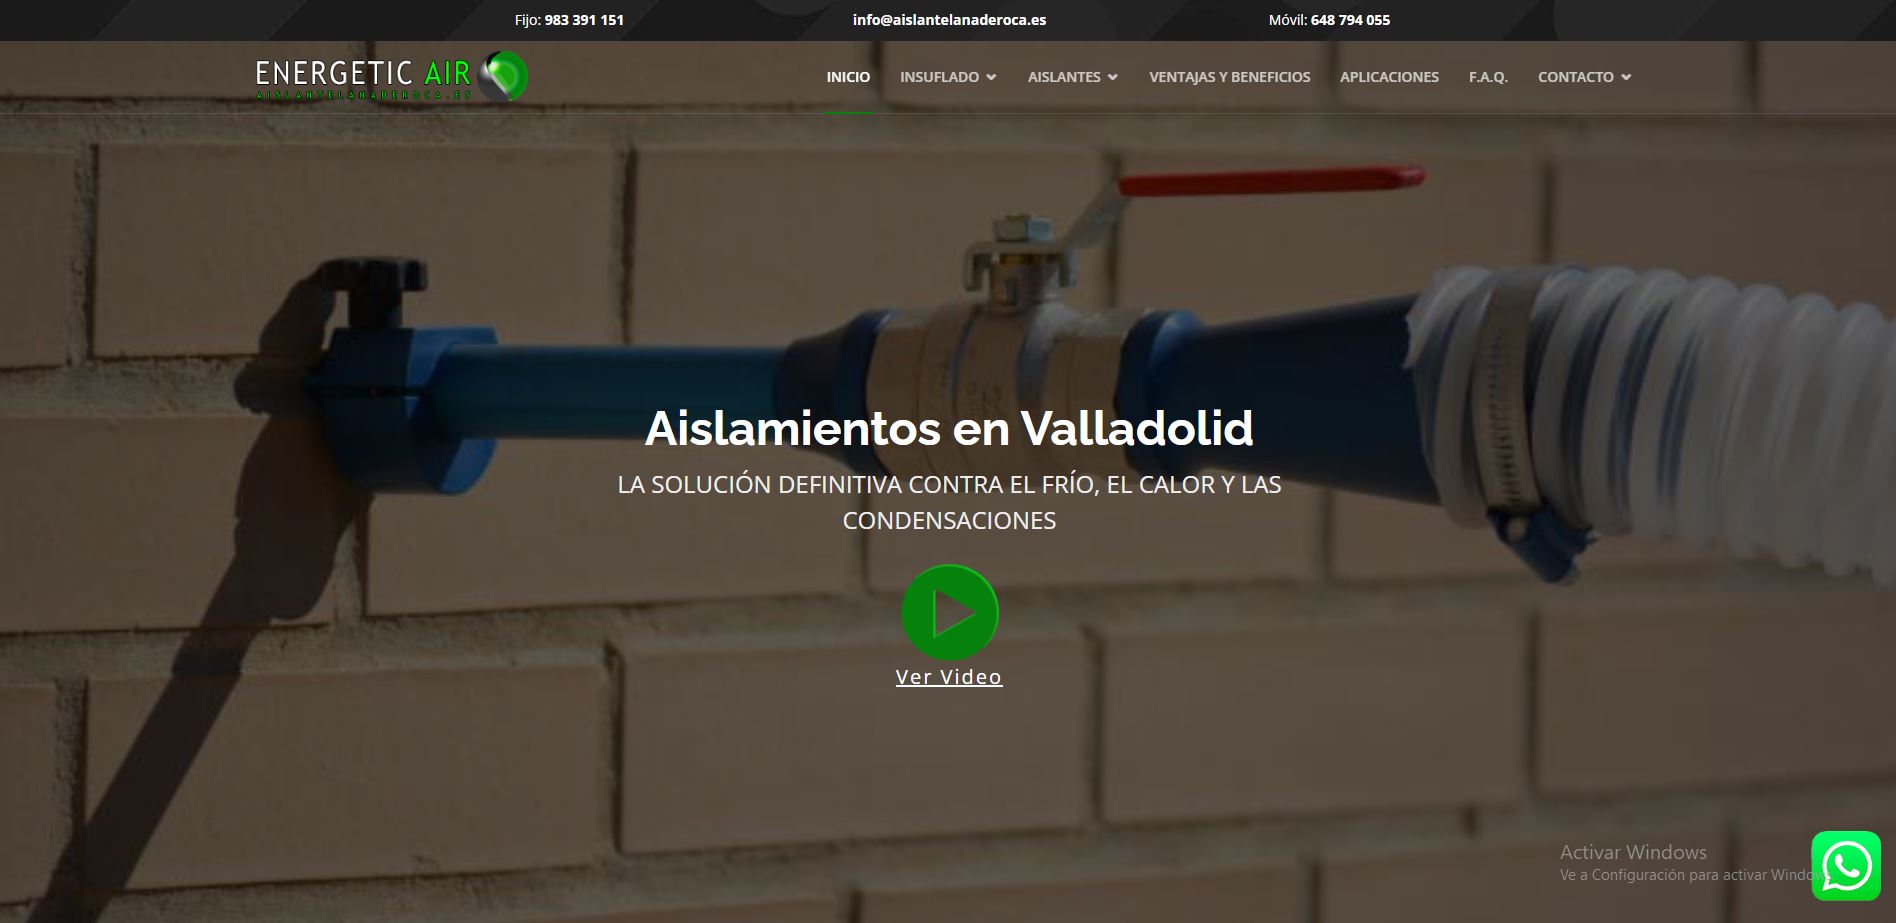 Fijo: 983 391 151
info@aislantelanaderoca.es
Móvil: 648 794 055
ENERGETIC AIR
AISLANTELANADEROCA.ES
INICIO
INSUFLADO
AISLANTES
VENTAJAS Y BENEFICIOS
APLICACIONES
F.A.Q.
CONTACTO
Aislamientos en Valladolid
LA SOLUCIÓN DEFINITIVA CONTRA EL FRÍO, EL CALOR Y LAS
CONDENSACIONES
Ver Video
Activar Windows
Ve a Configuración para activar Windows